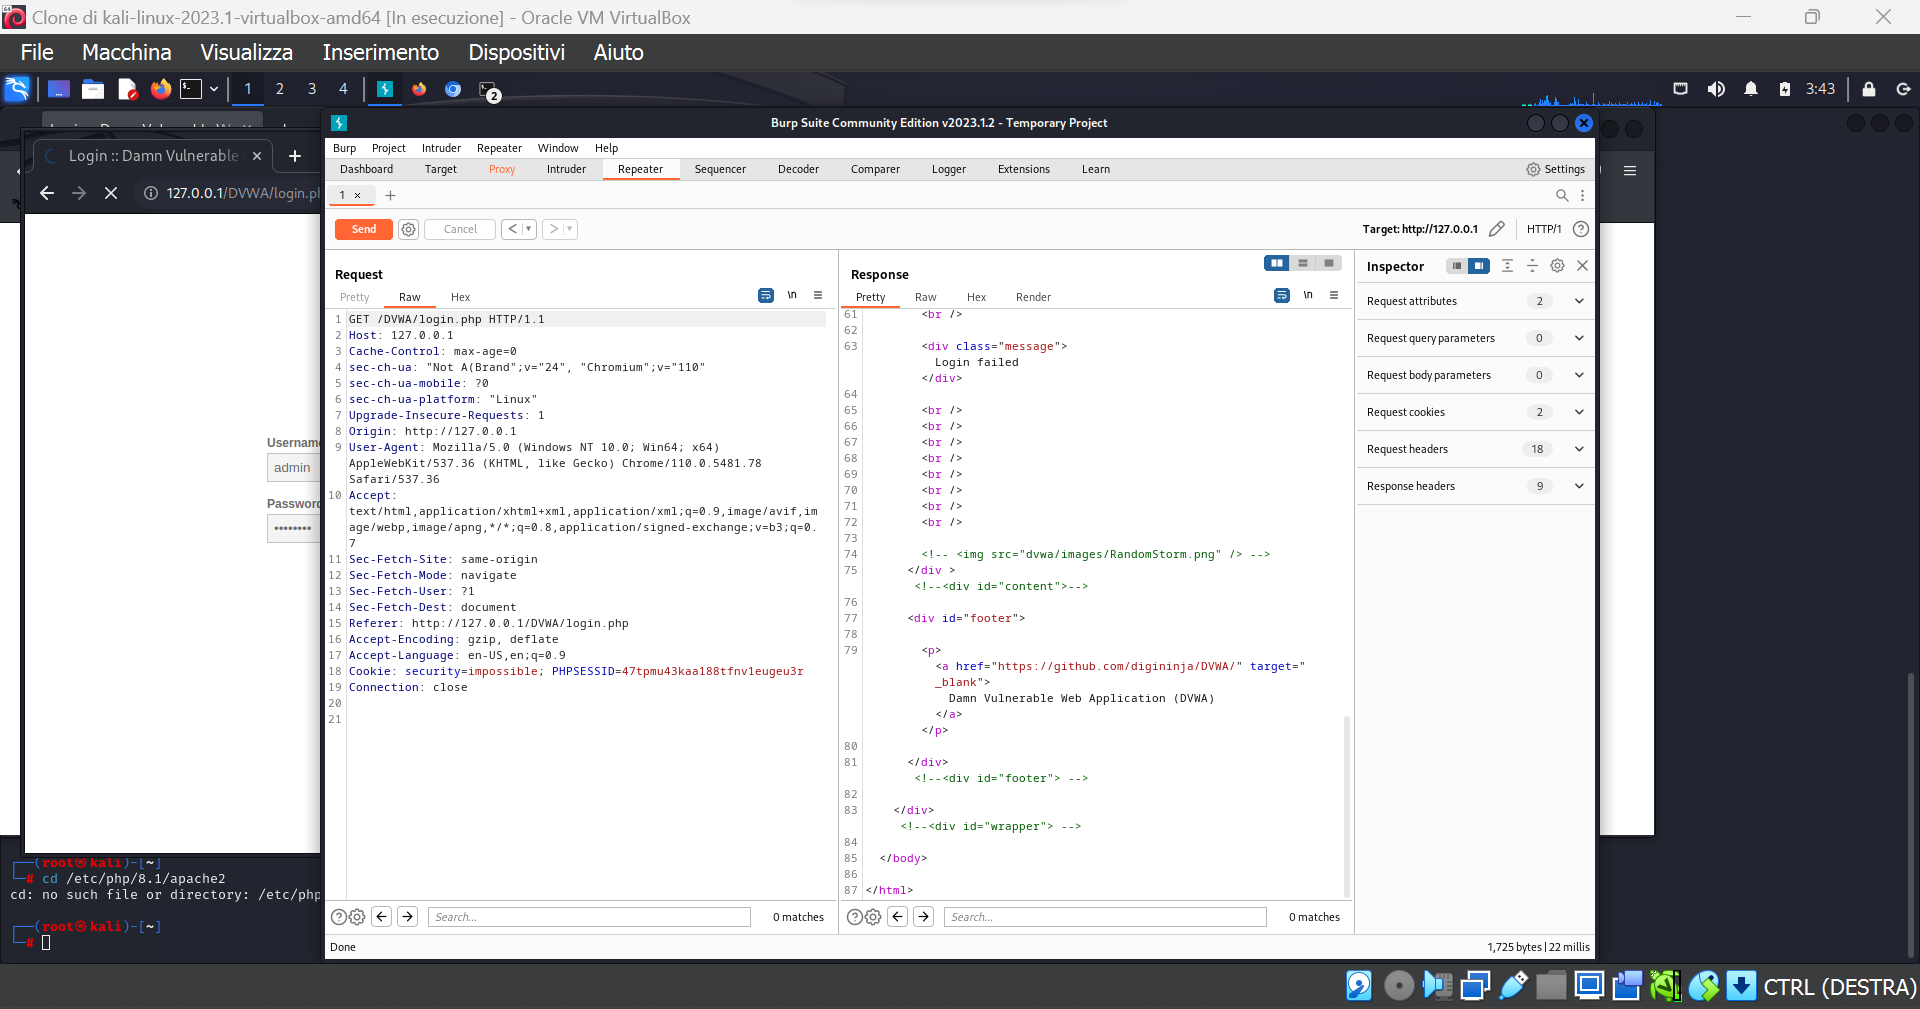 Clone di kali-linux-2023.1-virtualbox-amd64 [In esecuzione] - Oracle VM VirtualBox
File Macchina Visualizza Inserimento Dispositivi Aiuto
1 2 3 4 2 3:43
Burp Suite Community Edition v2023.1.2 - Temporary Project
Login :: Damn Vulnerable
127.0.0.1/DVWA/login.ph
Username
admin
Password
••••••••
Burp Project Intruder Repeater Window Help
Dashboard Target Proxy Intruder Repeater Sequencer Decoder Comparer Logger Extensions Learn Settings
1 × +
Send Cancel < > Target: http://127.0.0.1 HTTP/1
Request
Pretty Raw Hex \n
1 GET /DVWA/login.php HTTP/1.1
2 Host: 127.0.0.1
3 Cache-Control: max-age=0
4 sec-ch-ua: "Not A(Brand";v="24", "Chromium";v="110"
5 sec-ch-ua-mobile: ?0
6 sec-ch-ua-platform: "Linux"
7 Upgrade-Insecure-Requests: 1
8 Origin: http://127.0.0.1
9 User-Agent: Mozilla/5.0 (Windows NT 10.0; Win64; x64)
AppleWebKit/537.36 (KHTML, like Gecko) Chrome/110.0.5481.78
Safari/537.36
10 Accept:
text/html,application/xhtml+xml,application/xml;q=0.9,image/avif,im
age/webp,image/apng,*/*;q=0.8,application/signed-exchange;v=b3;q=0.
7
11 Sec-Fetch-Site: same-origin
12 Sec-Fetch-Mode: navigate
13 Sec-Fetch-User: ?1
14 Sec-Fetch-Dest: document
15 Referer: http://127.0.0.1/DVWA/login.php
16 Accept-Encoding: gzip, deflate
17 Accept-Language: en-US,en;q=0.9
18 Cookie: security=impossible; PHPSESSID=47tpmu43kaa188tfnv1eugeu3r
19 Connection: close
20
21
Search... 0 matches
Response
Pretty Raw Hex Render \n
61 <br />
62
63 <div class="message">
Login failed
</div>
64
65 <br />
66 <br />
67 <br />
68 <br />
69 <br />
70 <br />
71 <br />
72 <br />
73
74 <!-- <img src="dvwa/images/RandomStorm.png" /> -->
75 </div >
<!--<div id="content">-->
76
77 <div id="footer">
78
79 <p>
<a href="https://github.com/digininja/DVWA/" target="
_blank">
Damn Vulnerable Web Application (DVWA)
</a>
</p>
80
81 </div>
<!--<div id="footer"> -->
82
83 </div>
<!--<div id="wrapper"> -->
84
85 </body>
86
87 </html>
Search... 0 matches
Inspector
Request attributes 2
Request query parameters 0
Request body parameters 0
Request cookies 2
Request headers 18
Response headers 9
Done 1,725 bytes | 22 millis
(root㉿kali)-[~]
# cd /etc/php/8.1/apache2
cd: no such file or directory: /etc/php
(root㉿kali)-[~]
#
CTRL (DESTRA)